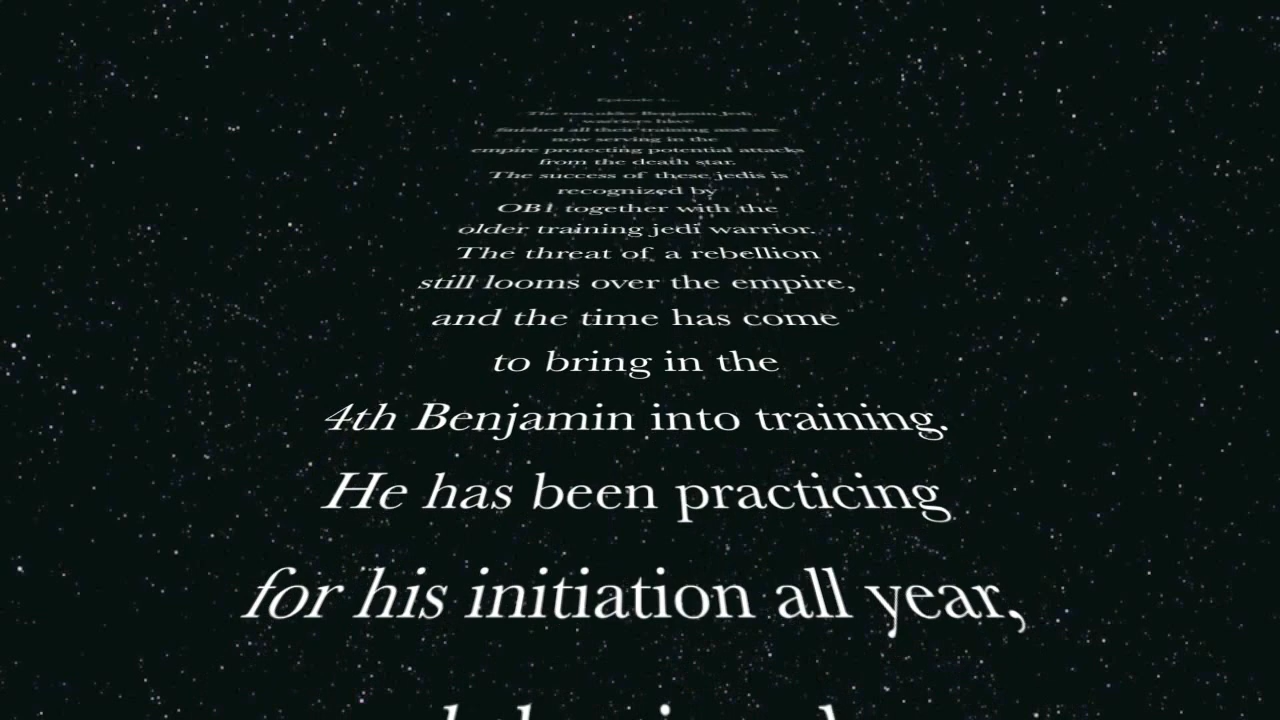 Episode 4...
The two older Benjamin Jedi
warriors have
finished all their training and are
now serving in the
empire protecting potential attacks
from the death star.
The success of these jedis is
recognized by
OB1 together with the
older training jedi warrior.
The threat of a rebellion
still looms over the empire,
and the time has come
to bring in the
4th Benjamin into training.
He has been practicing
for his initiation all year,